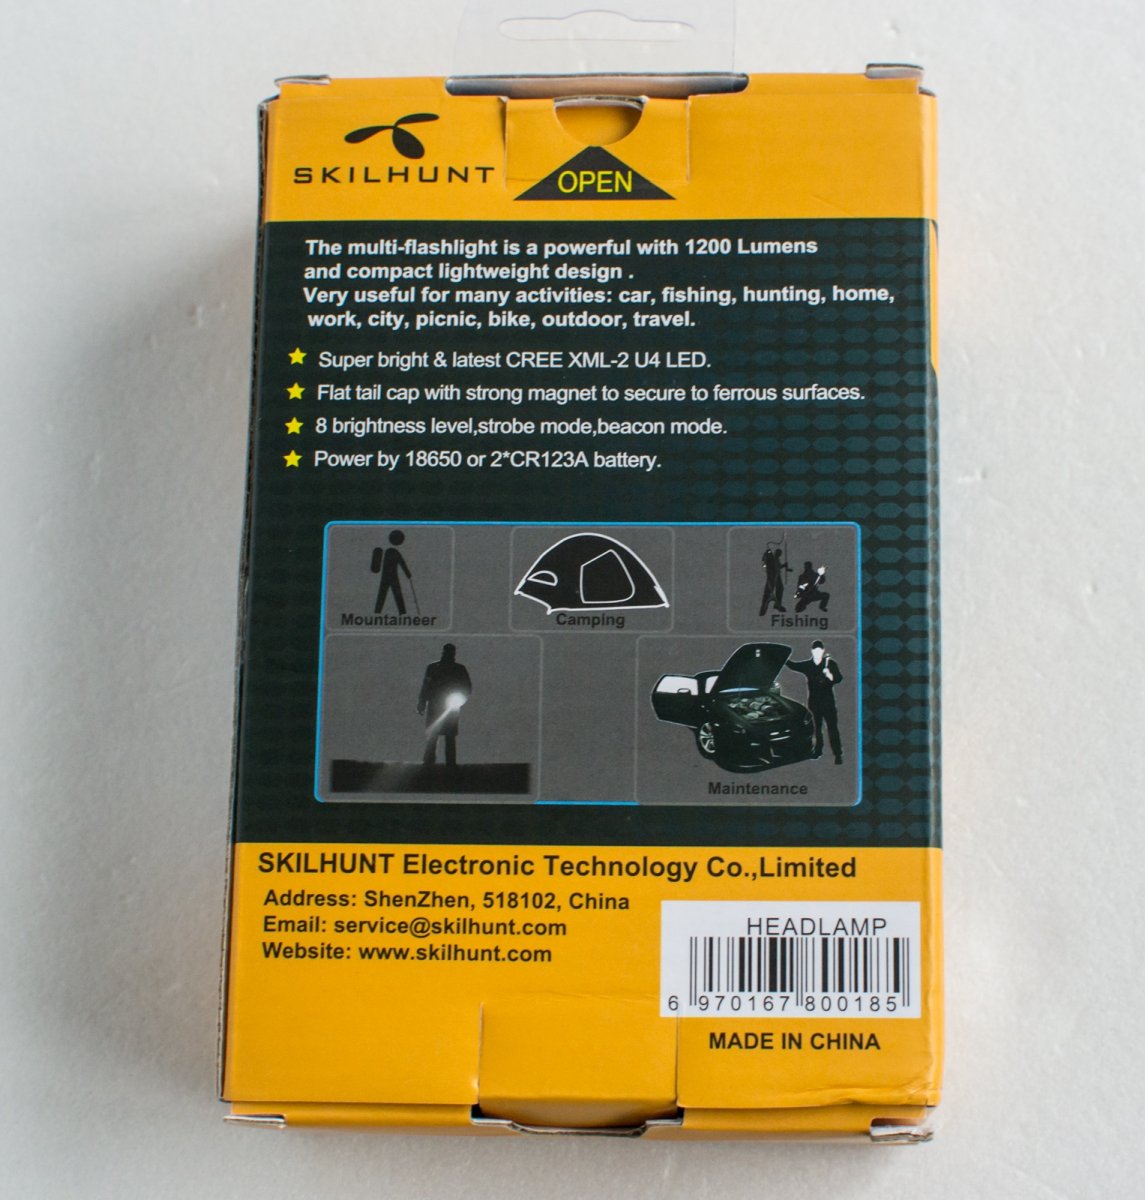 SKILHUNT
OPEN
The multi-flashlight is a powerful with 1200 Lumens
and compact lightweight design .
Very useful for many activities: car, fishing, hunting, home,
work, city, picnic, bike, outdoor, travel.
Super bright & latest CREE XML-2 U4 LED.
Flat tail cap with strong magnet to secure to ferrous surfaces.
8 brightness level,strobe mode,beacon mode.
Power by 18650 or 2*CR123A battery.
Mountaineer
Camping
Fishing
Maintenance
SKILHUNT Electronic Technology Co.,Limited
Address: ShenZhen, 518102, China
Email: service@skilhunt.com
Website: www.skilhunt.com
HEADLAMP
6 970167 800185
MADE IN CHINA